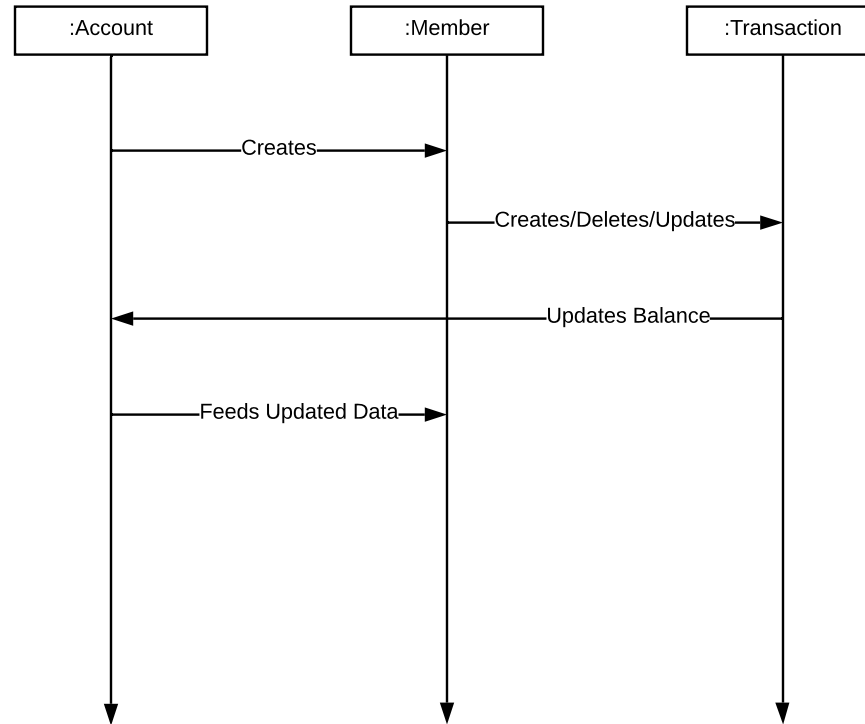 :Account
:Member
:Transaction
Creates
Creates/Deletes/Updates
Updates Balance
Feeds Updated Data